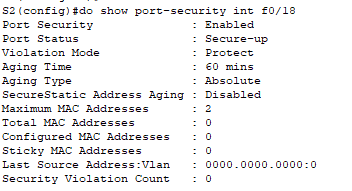 S2(config)#do show port-security int f0/18
Port Security : Enabled
Port Status : Secure-up
Violation Mode : Protect
Aging Time : 60 mins
Aging Type : Absolute
SecureStatic Address Aging : Disabled
Maximum MAC Addresses : 2
Total MAC Addresses : 0
Configured MAC Addresses : 0
Sticky MAC Addresses : 0
Last Source Address:Vlan : 0000.0000.0000:0
Security Violation Count : 0